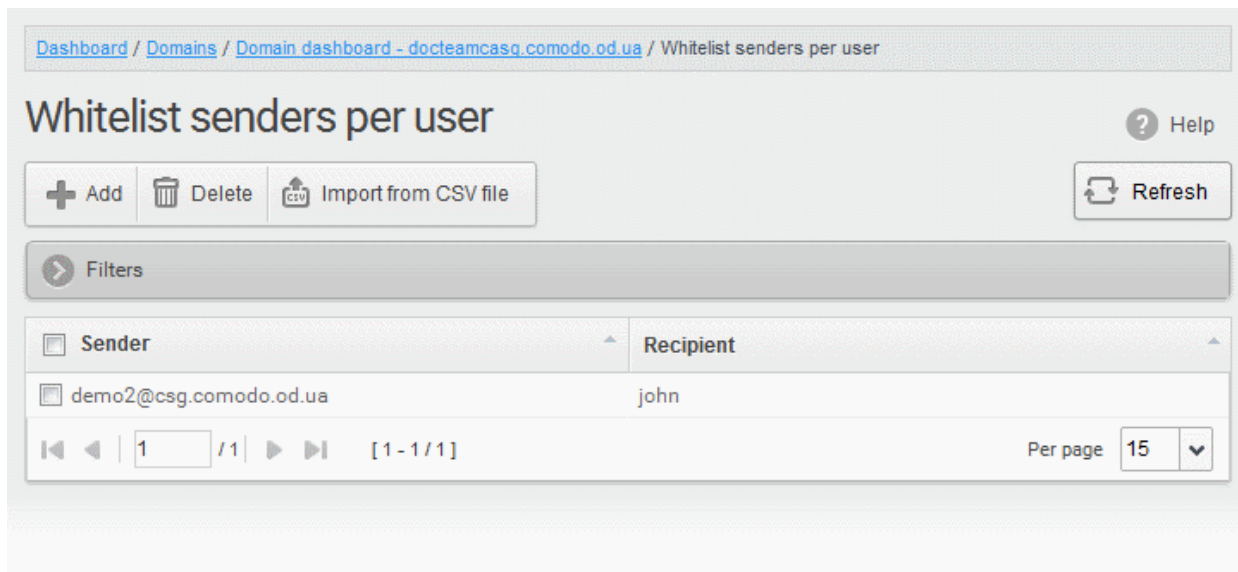 Dashboard / Domains / Domain dashboard - docteamcasg.comodo.od.ua / Whitelist senders per user
Whitelist senders per user
Help
Add Delete CSV Import from CSV file
Refresh
Filters
Sender Recipient
demo2@csg.comodo.od.ua john
1 / 1 [ 1 - 1 / 1 ] Per page 15